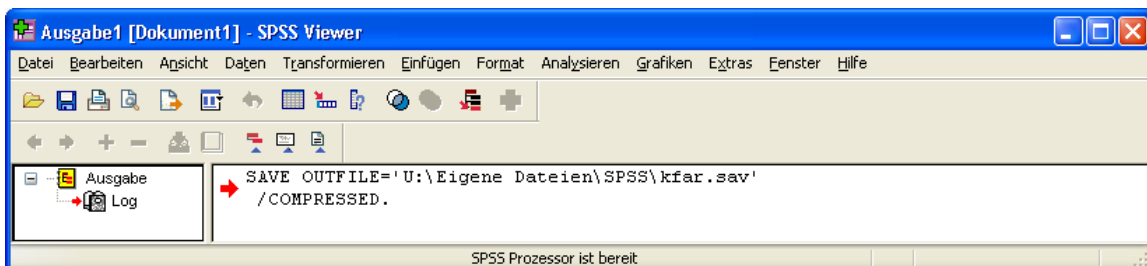 Ausgabe1 [Dokument1] - SPSS Viewer
Datei Bearbeiten Ansicht Daten Transformieren Einfügen Format Analysieren Grafiken Extras Fenster Hilfe
Ausgabe
Log
SAVE OUTFILE='U:\Eigene Dateien\SPSS\kfar.sav'
/COMPRESSED.
SPSS Prozessor ist bereit